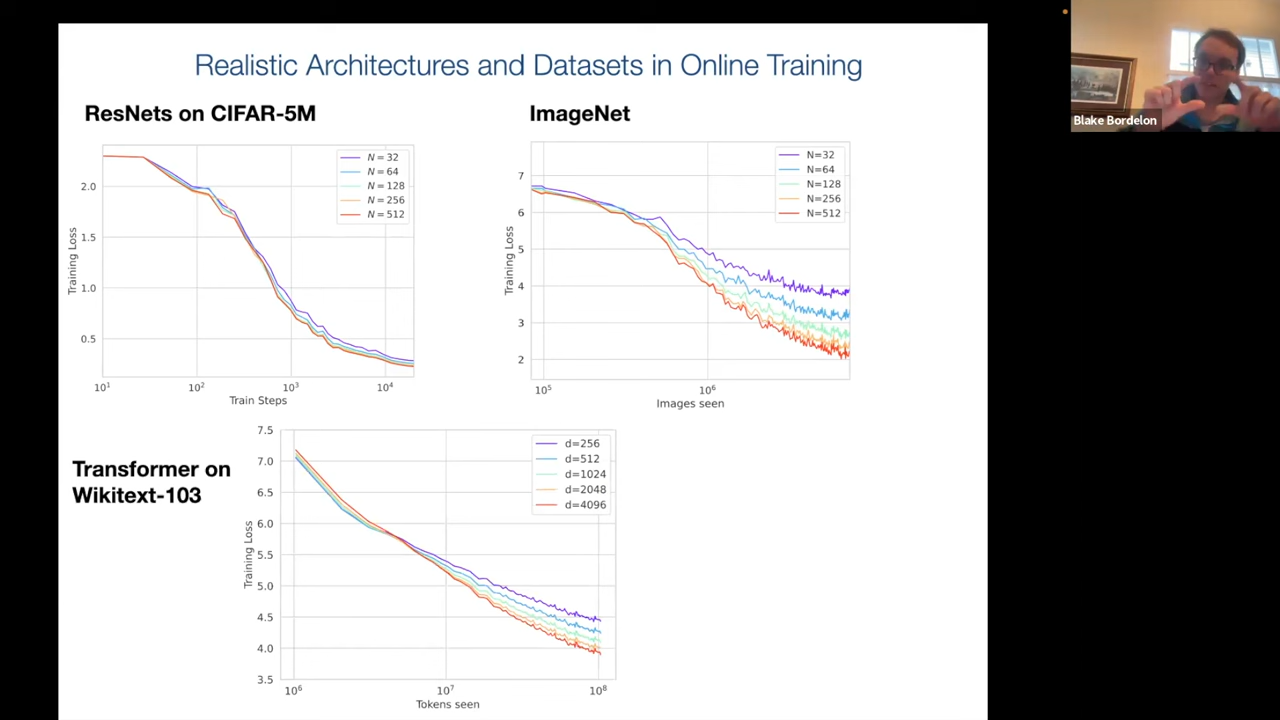 Realistic Architectures and Datasets in Online Training
Blake Bordelon
ResNets on CIFAR-5M
N = 32
N = 64
N = 128
N = 256
N = 512
2.0
1.5
1.0
0.5
Training Loss
10¹
10²
10³
10⁴
Train Steps
ImageNet
N=32
N=64
N=128
N=256
N=512
7
6
5
4
3
2
Training Loss
10⁵
10⁶
Images seen
Transformer on
Wikitext-103
d=256
d=512
d=1024
d=2048
d=4096
7.5
7.0
6.5
6.0
5.5
5.0
4.5
4.0
3.5
Training Loss
10⁶
10⁷
10⁸
Tokens seen